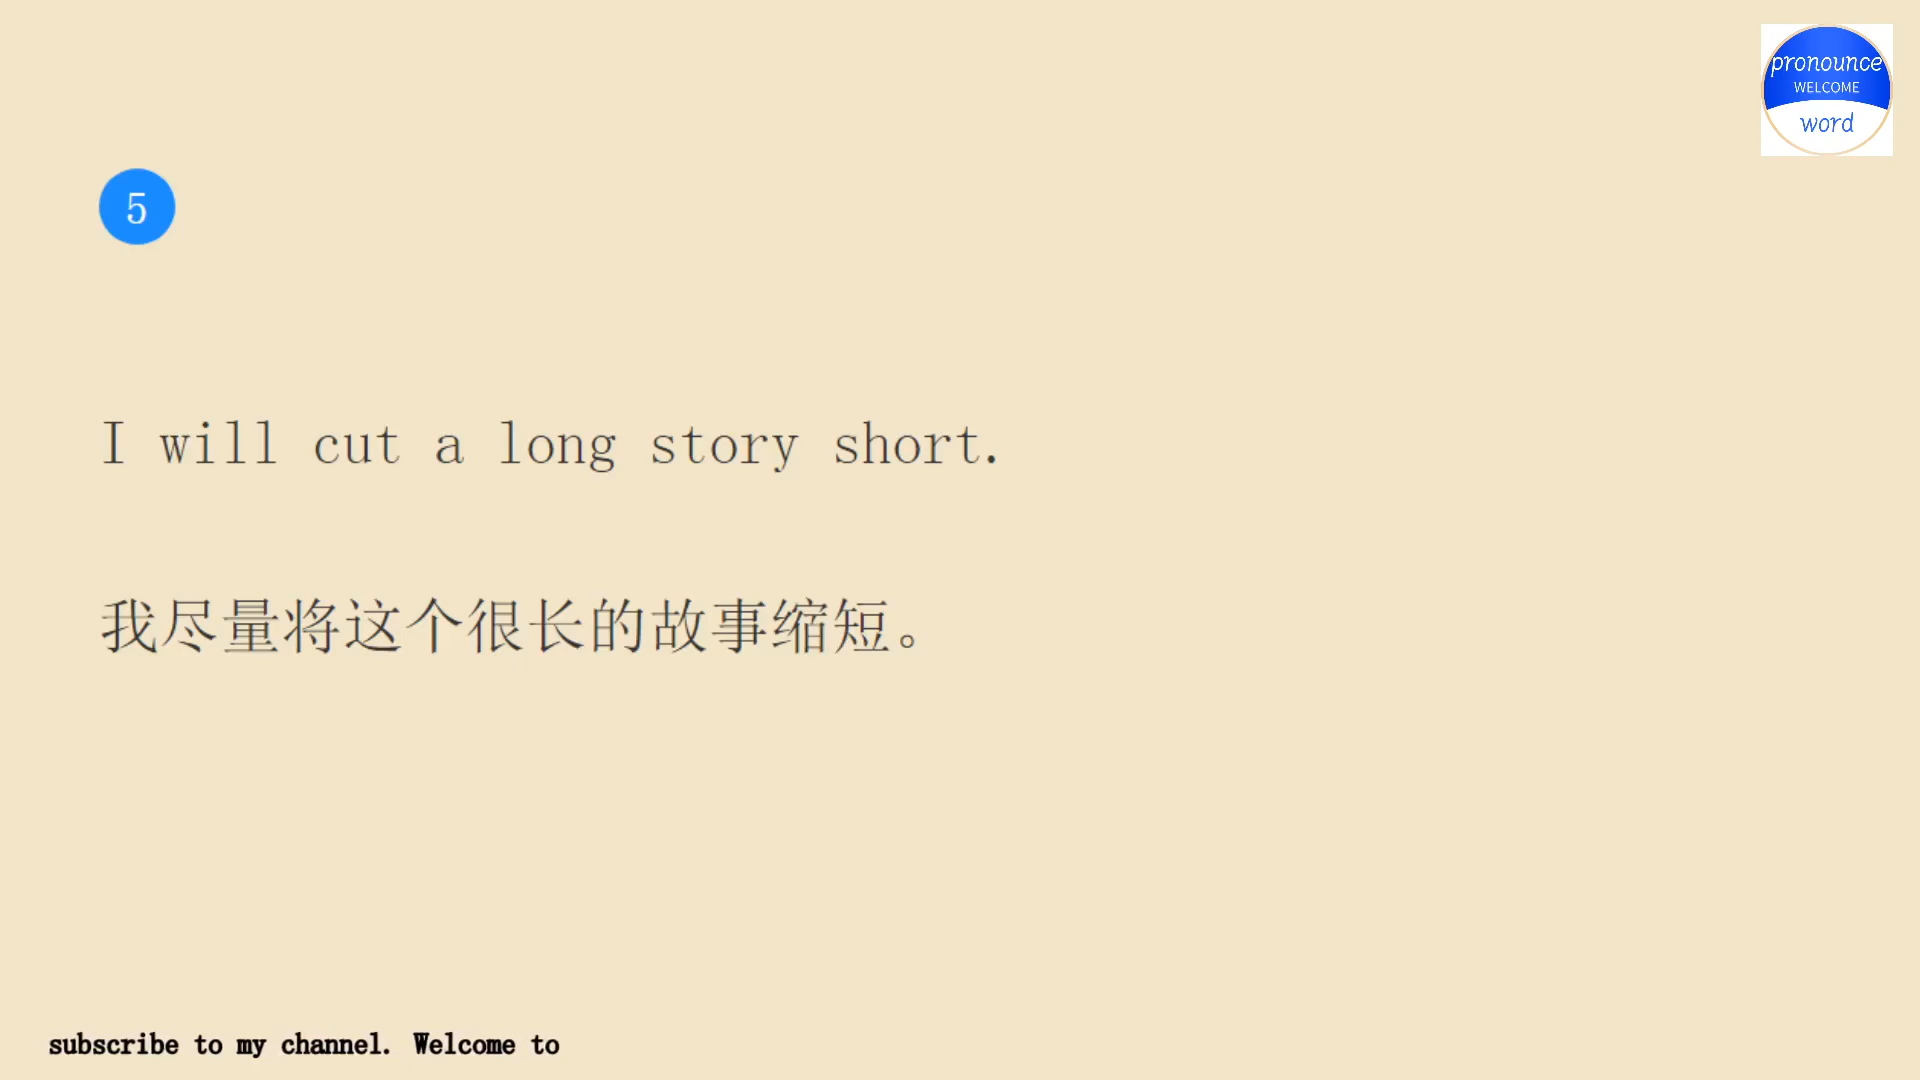 pronounce
WELCOME
word
5
I will cut a long story short.
我尽量将这个很长的故事缩短。
subscribe to my channel. Welcome to